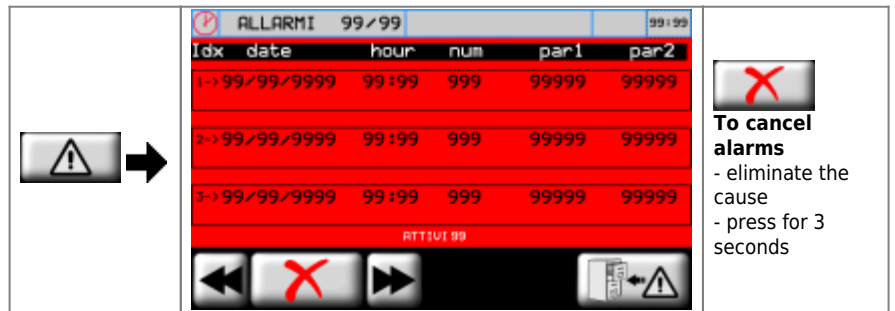 ALLARMI 99/99 99:99
Idx date hour num par1 par2
1->99/99/9999 99:99 999 99999 99999
2->99/99/9999 99:99 999 99999 99999
3->99/99/9999 99:99 999 99999 99999
ATTIVI 99
To cancel
alarms
- eliminate the
cause
- press for 3
seconds